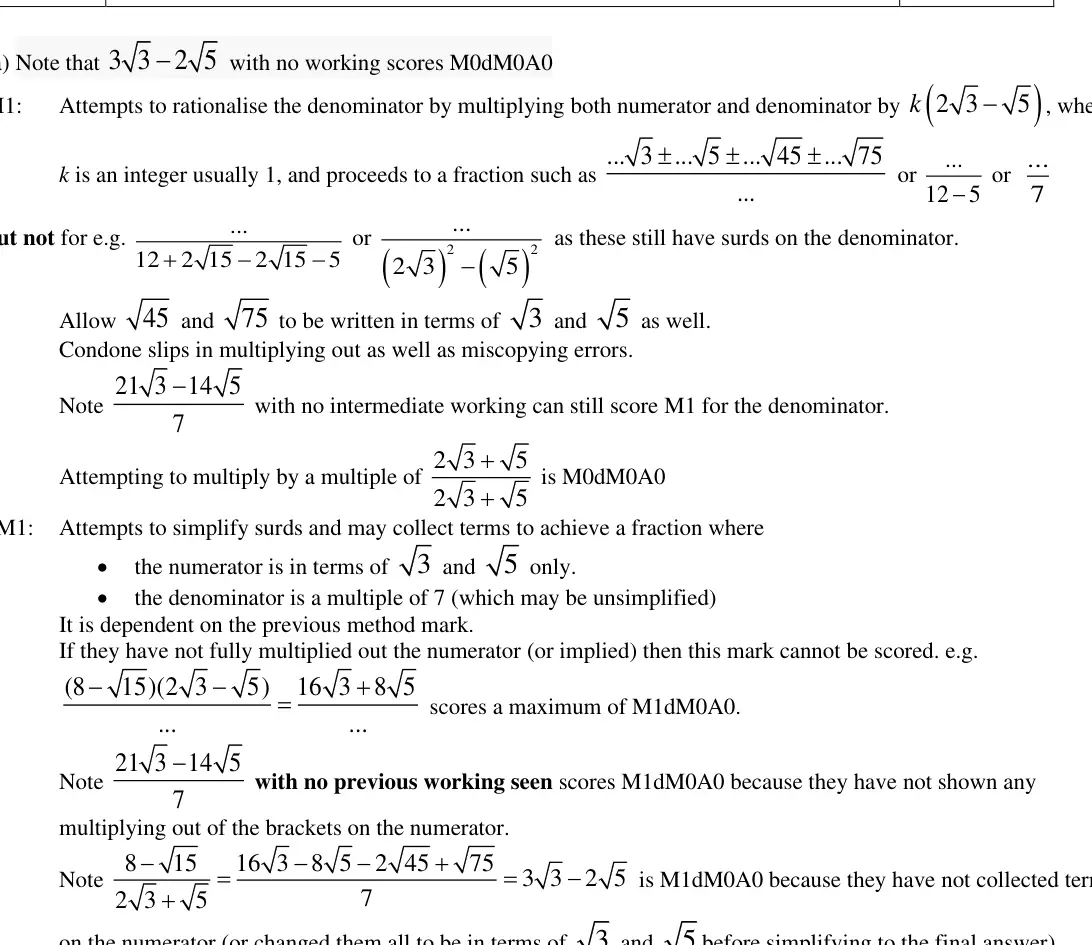 ) Note that 3√3 − 2√5 with no working scores M0dM0A0
1: Attempts to rationalise the denominator by multiplying both numerator and denominator by k(2√3 − √5), whe
k is an integer usually 1, and proceeds to a fraction such as (...√3 ± ...√5 ± ...√45 ± ...√75)/... or .../(12 − 5) or .../7
ut not for e.g. .../(12 + 2√15 − 2√15 − 5) or .../((2√3)² − (√5)²) as these still have surds on the denominator.
Allow √45 and √75 to be written in terms of √3 and √5 as well.
Condone slips in multiplying out as well as miscopying errors.
Note (21√3 − 14√5)/7 with no intermediate working can still score M1 for the denominator.
Attempting to multiply by a multiple of (2√3 + √5)/(2√3 + √5) is M0dM0A0
M1: Attempts to simplify surds and may collect terms to achieve a fraction where
• the numerator is in terms of √3 and √5 only.
• the denominator is a multiple of 7 (which may be unsimplified)
It is dependent on the previous method mark.
If they have not fully multiplied out the numerator (or implied) then this mark cannot be scored. e.g.
(8 − √15)(2√3 − √5)/... = (16√3 + 8√5)/... scores a maximum of M1dM0A0.
Note (21√3 − 14√5)/7 with no previous working seen scores M1dM0A0 because they have not shown any
multiplying out of the brackets on the numerator.
Note (8 − √15)/(2√3 + √5) = (16√3 − 8√5 − 2√45 + √75)/7 = 3√3 − 2√5 is M1dM0A0 because they have not collected ter
on the numerator (or changed them all to be in terms of √3 and √5 before simplifying to the final answer)